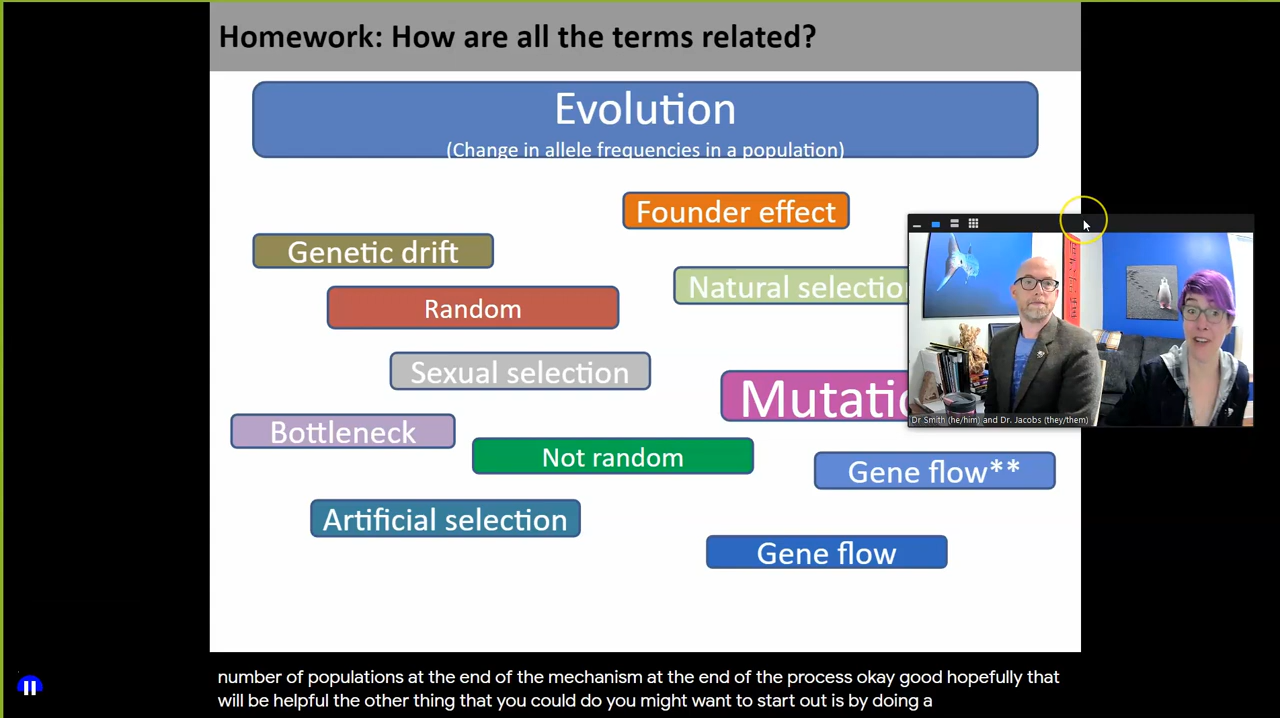 Homework: How are all the terms related?
Evolution
(Change in allele frequencies in a population)
Founder effect
Genetic drift
Natural selectio
Random
Sexual selection
Mutatio
Bottleneck
Not random
Gene flow**
Artificial selection
Gene flow
Dr Smith (he/him) and Dr. Jacobs (they/them)
number of populations at the end of the mechanism at the end of the process okay good hopefully that
will be helpful the other thing that you could do you might want to start out is by doing a